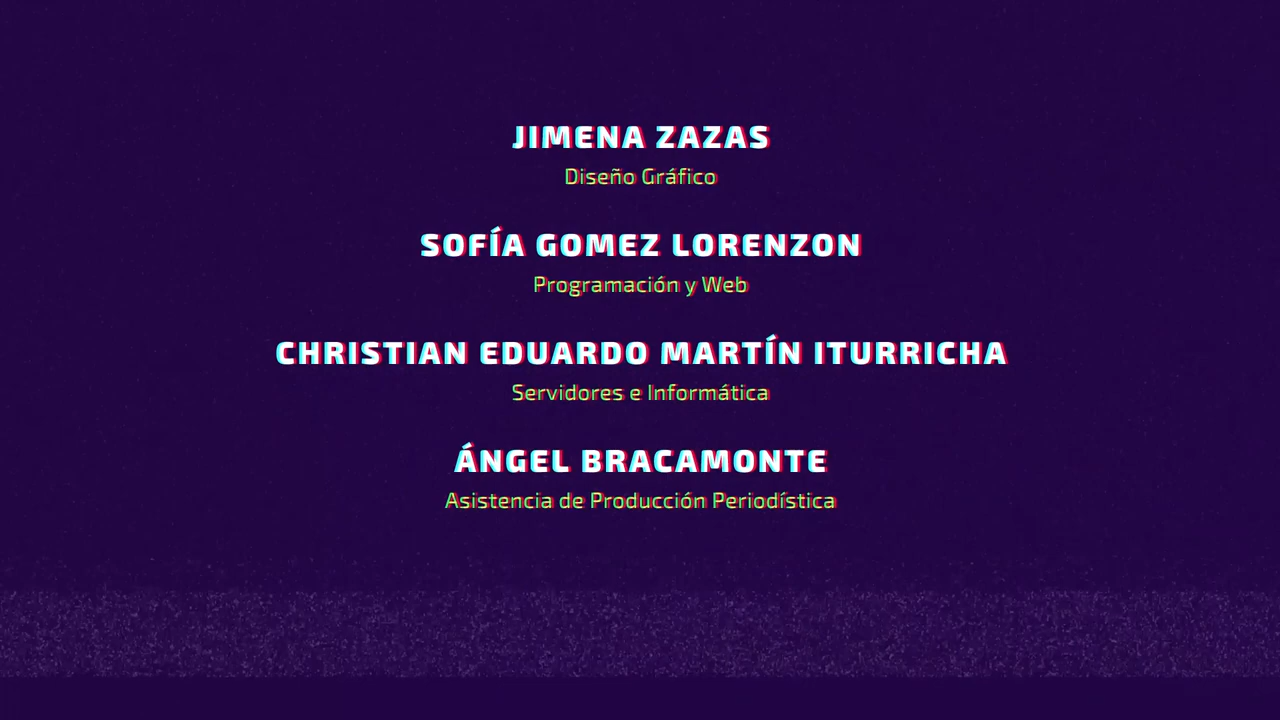 JIMENA ZAZAS
Diseño Gráfico
SOFÍA GOMEZ LORENZON
Programación y Web
CHRISTIAN EDUARDO MARTÍN ITURRICHA
Servidores e Informática
ÁNGEL BRACAMONTE
Asistencia de Producción Periodística